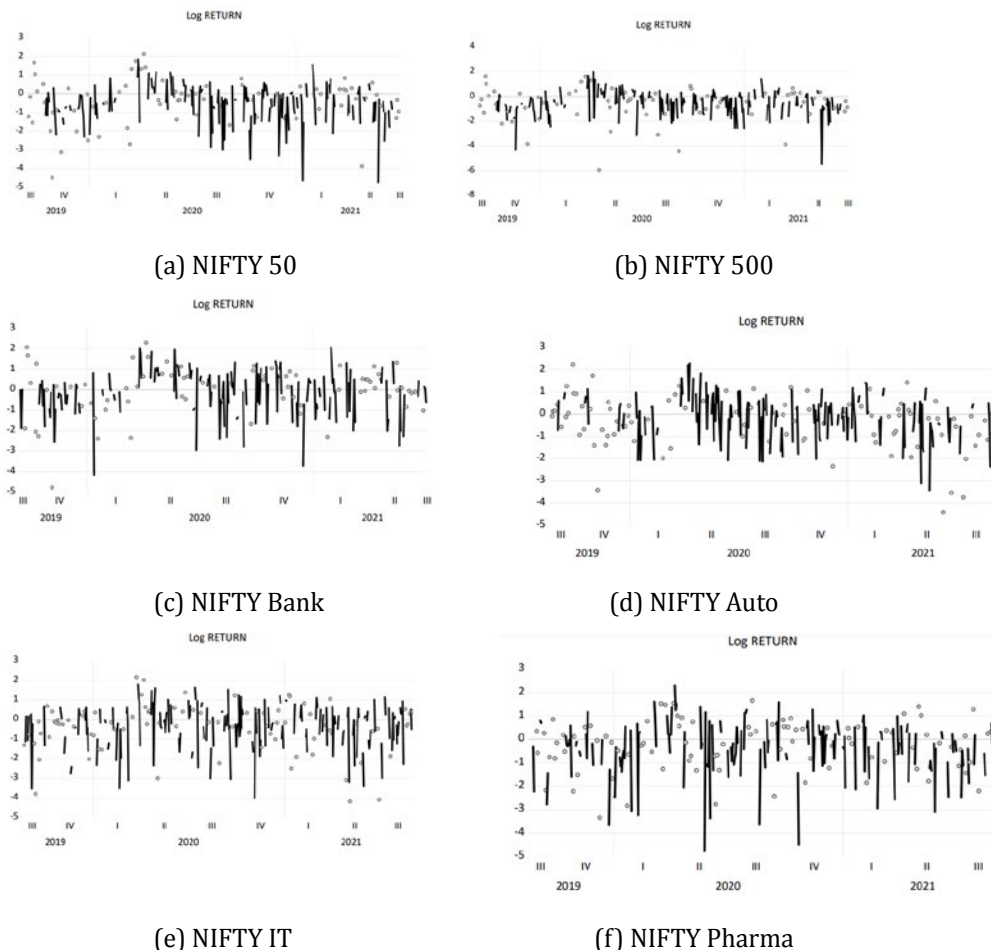 Log RETURN
3
2
1
0
-1
-2
-3
-4
-5
III IV I II III IV I II III
2019 2020 2021
(a) NIFTY 50
Log RETURN
4
2
0
-2
-4
-6
-8
III IV I II III IV I II III
2019 2020 2021
(b) NIFTY 500
Log RETURN
3
2
1
0
-1
-2
-3
-4
-5
III IV I II III IV I II III
2019 2020 2021
(c) NIFTY Bank
Log RETURN
3
2
1
0
-1
-2
-3
-4
-5
III IV I II III IV I II III
2019 2020 2021
(d) NIFTY Auto
Log RETURN
3
2
1
0
-1
-2
-3
-4
-5
III IV I II III IV I II III
2019 2020 2021
(e) NIFTY IT
Log RETURN
3
2
1
0
-1
-2
-3
-4
-5
III IV I II III IV I II III
2019 2020 2021
(f) NIFTY Pharma